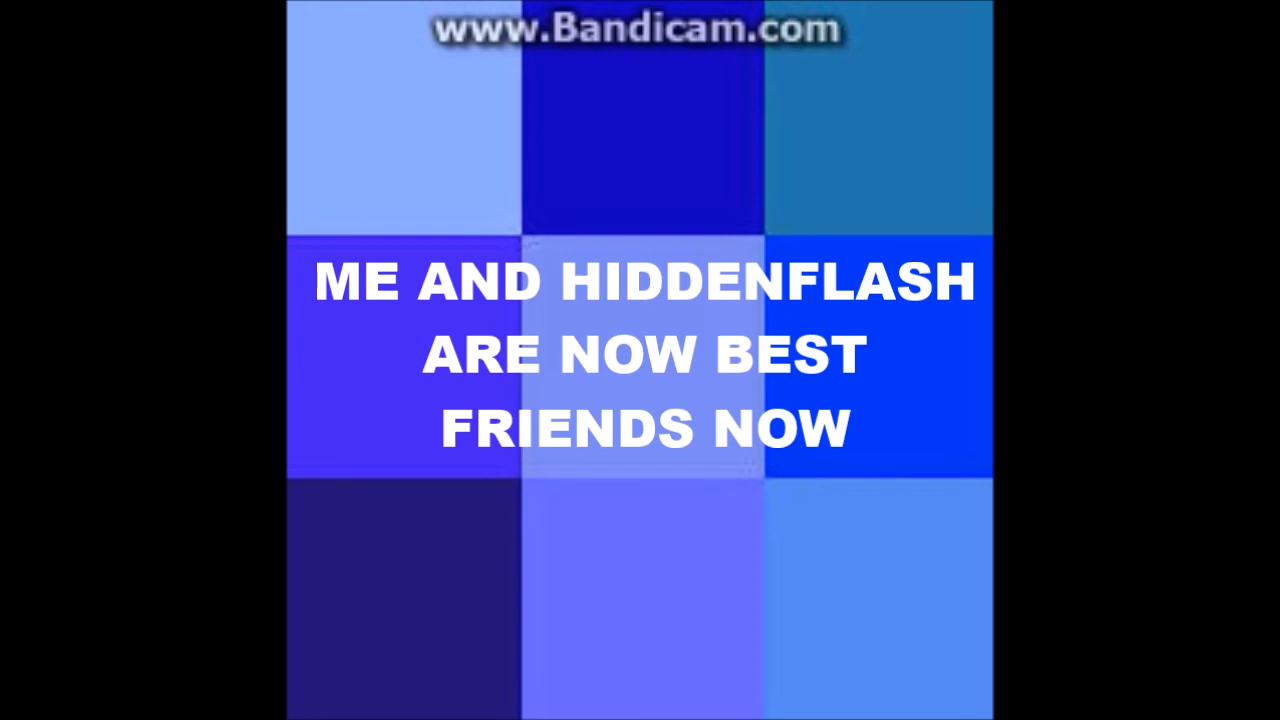 www.Bandicam.com
ME AND HIDDENFLASH
ARE NOW BEST
FRIENDS NOW